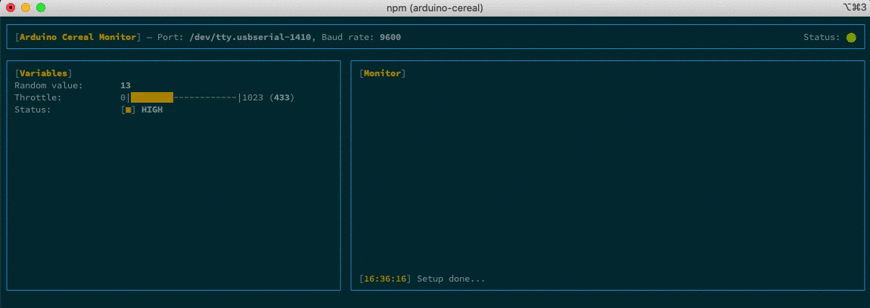 npm (arduino-cereal)
⌥⌘3
[Arduino Cereal Monitor] — Port: /dev/tty.usbserial-1410, Baud rate: 9600
Status:
[Variables]
Random value: 13
Throttle: 0|------------|1023 (433)
Status: [■] HIGH
[Monitor]
[16:36:16] Setup done...